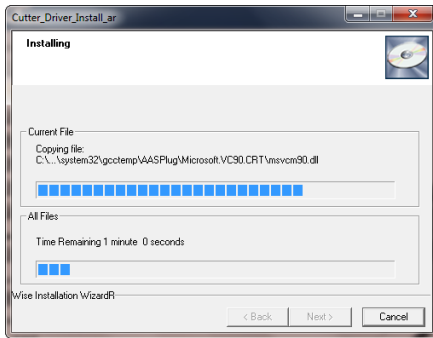 Cutter_Driver_Install_ar
Installing
Current File
Copying file:
C:\...\system32\gcctemp\AASPlug\Microsoft.VC90.CRT\msvcm90.dll
All Files
Time Remaining 1 minute 0 seconds
Wise Installation WizardR
< Back Next > Cancel